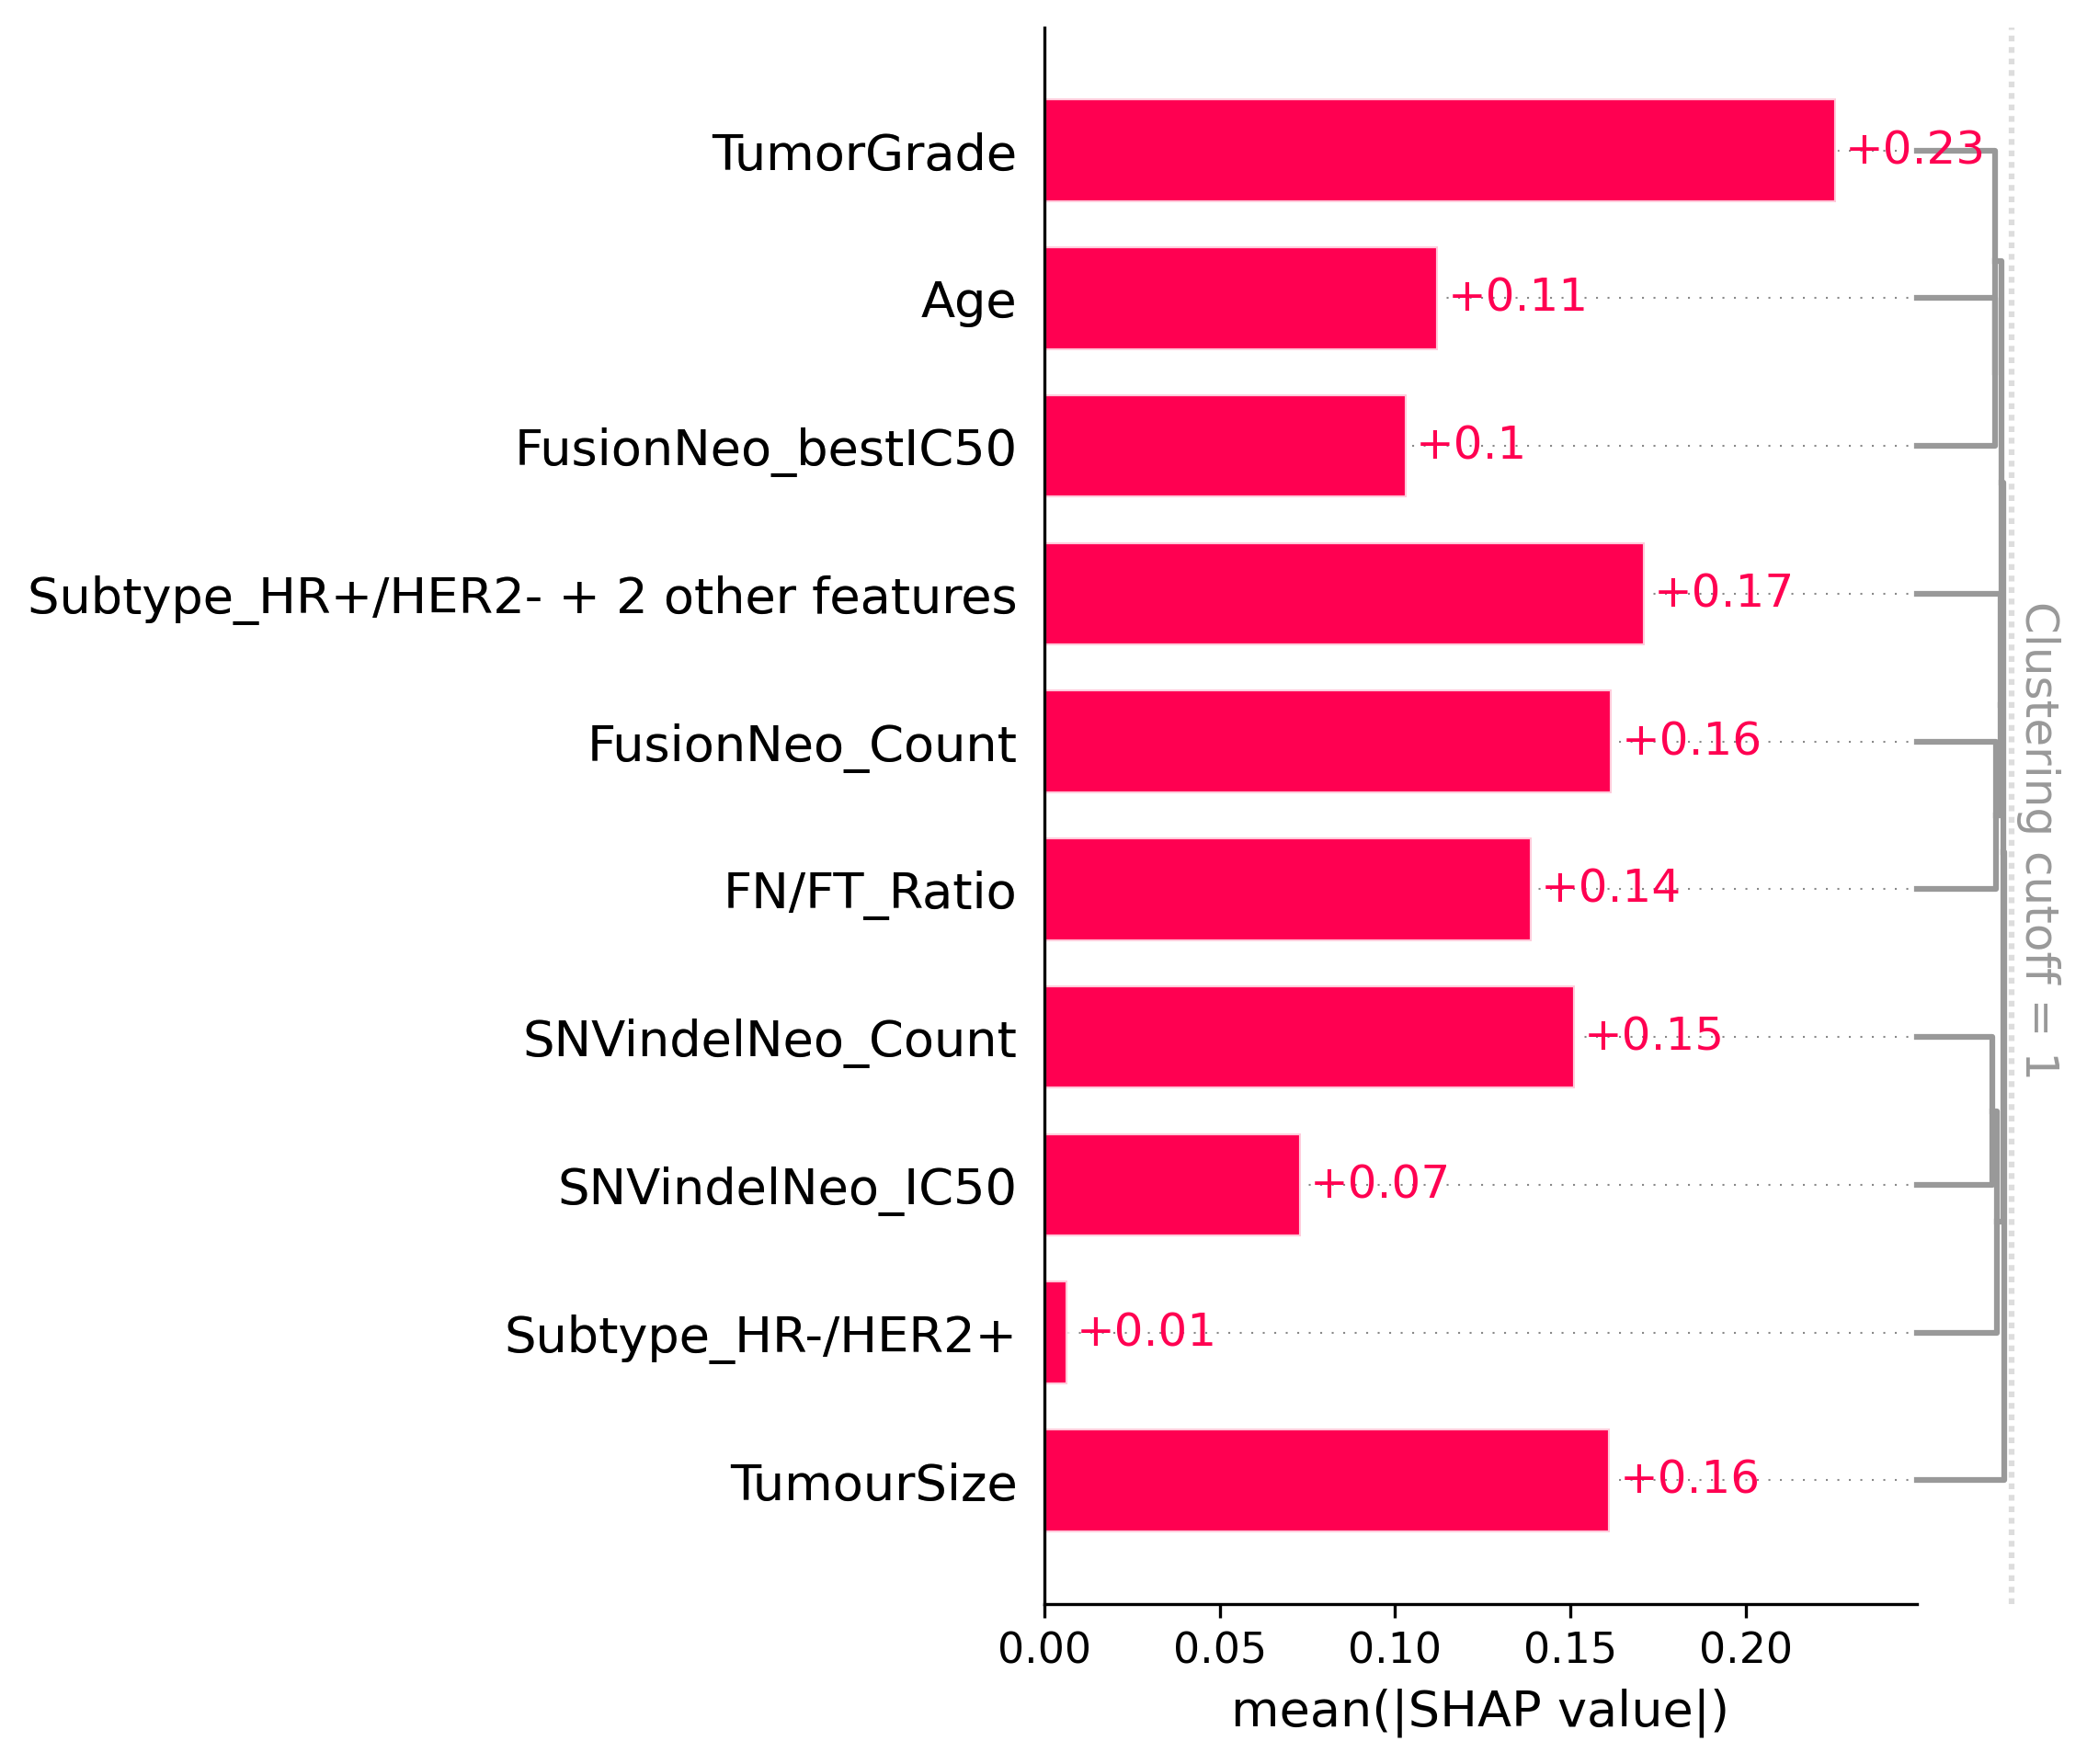 TumorGrade +0.23
Age +0.11
FusionNeo_bestIC50 +0.1
Subtype_HR+/HER2- + 2 other features +0.17
FusionNeo_Count +0.16
FN/FT_Ratio +0.14
SNVindelNeo_Count +0.15
SNVindelNeo_IC50 +0.07
Subtype_HR-/HER2+ +0.01
TumourSize +0.16
Clustering cutoff = 1
0.00 0.05 0.10 0.15 0.20
mean(|SHAP value|)